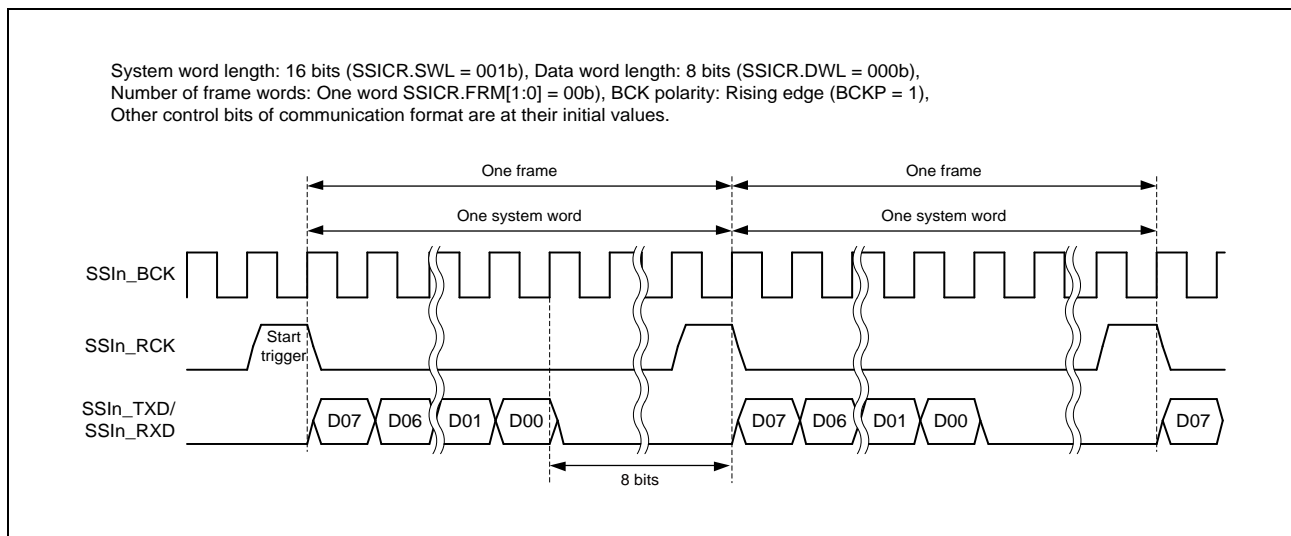 System word length: 16 bits (SSICR.SWL = 001b), Data word length: 8 bits (SSICR.DWL = 000b),
Number of frame words: One word SSICR.FRM[1:0] = 00b), BCK polarity: Rising edge (BCKP = 1),
Other control bits of communication format are at their initial values.
One frame One frame
One system word One system word
SSIn_BCK
SSIn_RCK
Start
trigger
SSIn_TXD/
SSIn_RXD
D07 D06 D01 D00 D07 D06 D01 D00 D07
8 bits